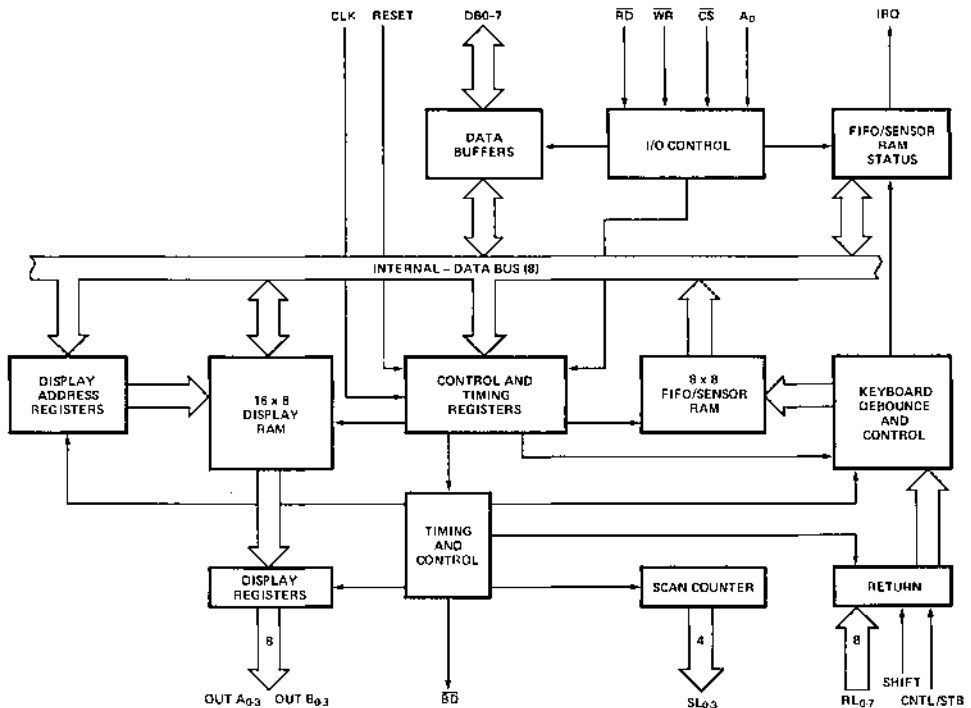 CLK RESET DB0-7 RD WR CS A0 IRQ
DATA
BUFFERS
I/O CONTROL
FIFO/SENSOR
RAM
STATUS
INTERNAL - DATA BUS (8)
DISPLAY
ADDRESS
REGISTERS
16 x 8
DISPLAY
RAM
CONTROL AND
TIMING
REGISTERS
8 x 8
FIFO/SENSOR
RAM
KEYBOARD
DEBOUNCE
AND
CONTROL
TIMING
AND
CONTROL
DISPLAY
REGISTERS
SCAN COUNTER
RETURN
8
4
8
SHIFT
OUT A0-3 OUT B0-3 BD SL0-3 RL0-7 CNTL/STB